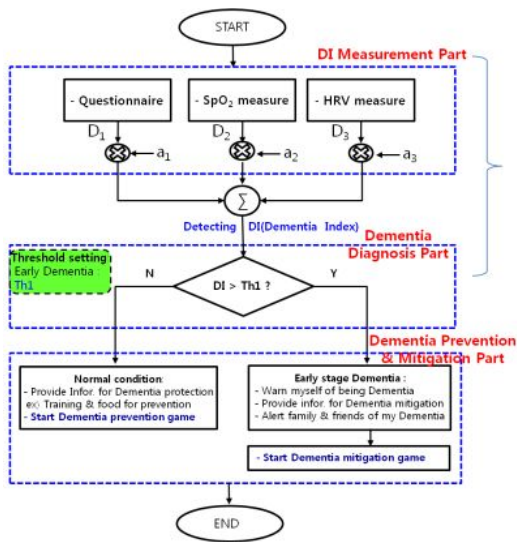 START
DI Measurement Part
- Questionnaire
- SpO₂ measure
- HRV measure
D₁
D₂
D₃
a₁
a₂
a₃
Σ
Detecting DI(Dementia Index)
Dementia
Diagnosis Part
Threshold setting
Early Dementia :
Th1
N
DI > Th1 ?
Y
Dementia Prevention
& Mitigation Part
Normal condition:
- Provide Infor. for Dementia protection
ex) Training & food for prevention
- Start Dementia prevention game
Early stage Dementia :
- Warn myself of being Dementia
- Provide infor. for Dementia mitigation
- Alert family & friends of my Dementia
- Start Dementia mitigation game
END